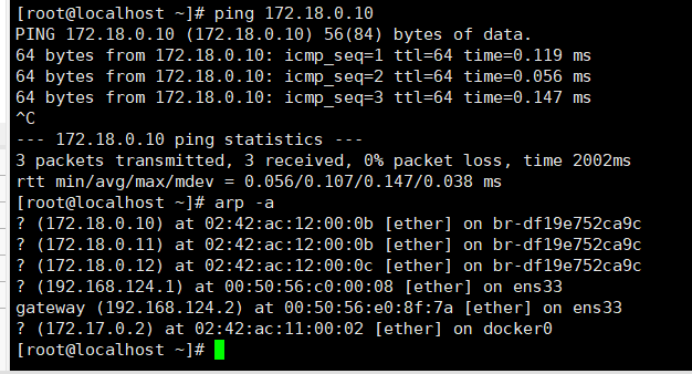 [root@localhost ~]# ping 172.18.0.10
PING 172.18.0.10 (172.18.0.10) 56(84) bytes of data.
64 bytes from 172.18.0.10: icmp_seq=1 ttl=64 time=0.119 ms
64 bytes from 172.18.0.10: icmp_seq=2 ttl=64 time=0.056 ms
64 bytes from 172.18.0.10: icmp_seq=3 ttl=64 time=0.147 ms
^C
--- 172.18.0.10 ping statistics ---
3 packets transmitted, 3 received, 0% packet loss, time 2002ms
rtt min/avg/max/mdev = 0.056/0.107/0.147/0.038 ms
[root@localhost ~]# arp -a
? (172.18.0.10) at 02:42:ac:12:00:0b [ether] on br-df19e752ca9c
? (172.18.0.11) at 02:42:ac:12:00:0b [ether] on br-df19e752ca9c
? (172.18.0.12) at 02:42:ac:12:00:0c [ether] on br-df19e752ca9c
? (192.168.124.1) at 00:50:56:c0:00:08 [ether] on ens33
gateway (192.168.124.2) at 00:50:56:e0:8f:7a [ether] on ens33
? (172.17.0.2) at 02:42:ac:11:00:02 [ether] on docker0
[root@localhost ~]#